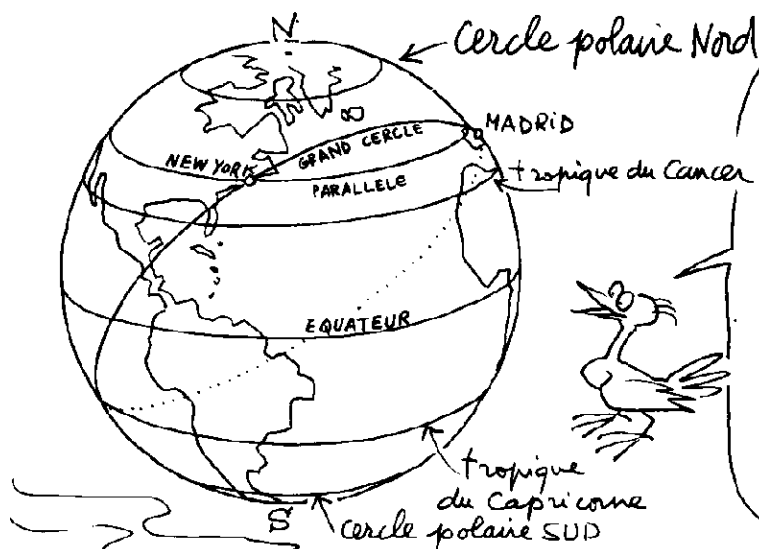 N
Cercle polaire Nord
MADRID
GRAND CERCLE
NEW YORK
PARALLELE
tropique du Cancer
EQUATEUR
tropique
du Capricorne
S
Cercle polaire SUD